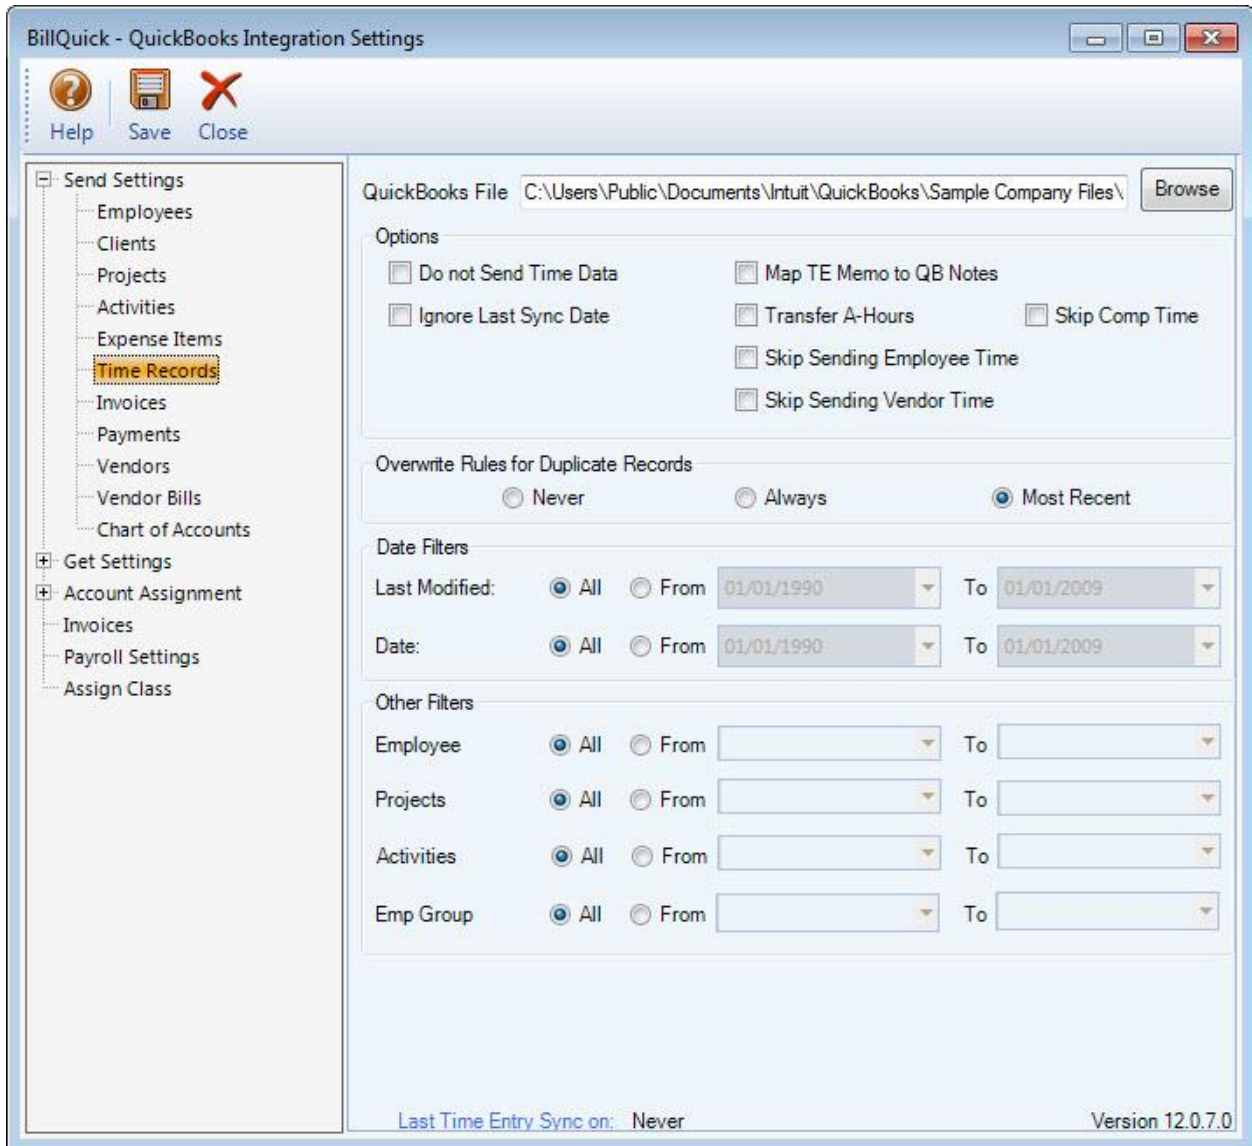 BillQuick - QuickBooks Integration Settings
Help Save Close
Send Settings
Employees
Clients
Projects
Activities
Expense Items
Time Records
Invoices
Payments
Vendors
Vendor Bills
Chart of Accounts
Get Settings
Account Assignment
Invoices
Payroll Settings
Assign Class
QuickBooks File C:\Users\Public\Documents\Intuit\QuickBooks\Sample Company Files\ Browse
Options
Do not Send Time Data Map TE Memo to QB Notes
Ignore Last Sync Date Transfer A-Hours Skip Comp Time
Skip Sending Employee Time
Skip Sending Vendor Time
Overwrite Rules for Duplicate Records
Never Always Most Recent
Date Filters
Last Modified: All From 01/01/1990 To 01/01/2009
Date: All From 01/01/1990 To 01/01/2009
Other Filters
Employee All From To
Projects All From To
Activities All From To
Emp Group All From To
Last Time Entry Sync on: Never Version 12.0.7.0